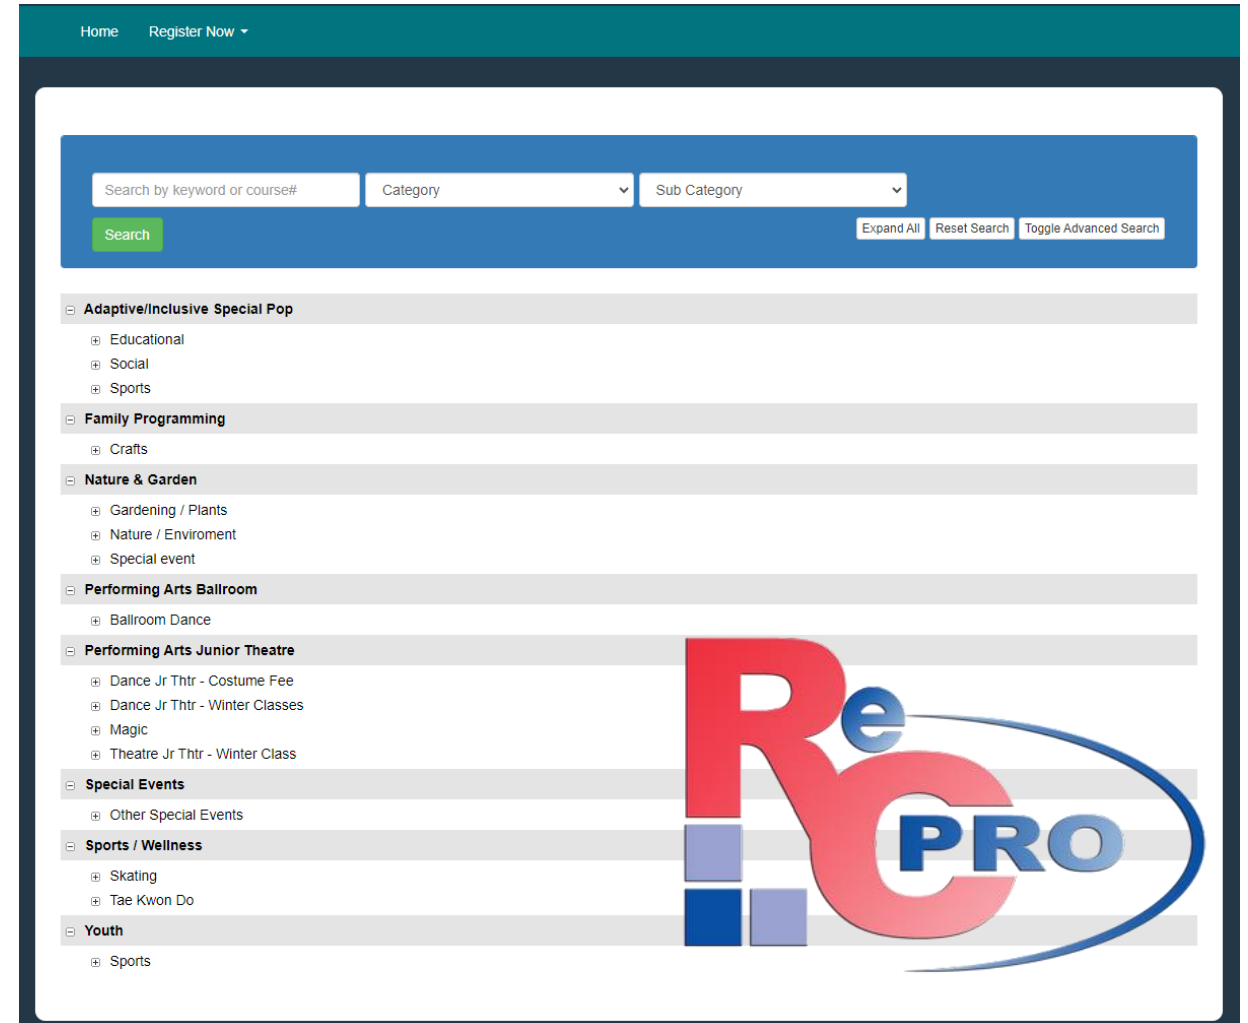 Home Register Now
Search by keyword or course# Category Sub Category
Search Expand All Reset Search Toggle Advanced Search
Adaptive/Inclusive Special Pop
Educational
Social
Sports
Family Programming
Crafts
Nature & Garden
Gardening / Plants
Nature / Enviroment
Special event
Performing Arts Ballroom
Ballroom Dance
Performing Arts Junior Theatre
Dance Jr Thtr - Costume Fee
Dance Jr Thtr - Winter Classes
Magic
Theatre Jr Thtr - Winter Class
Special Events
Other Special Events
Sports / Wellness
Skating
Tae Kwon Do
Youth
Sports
ReC
PRO